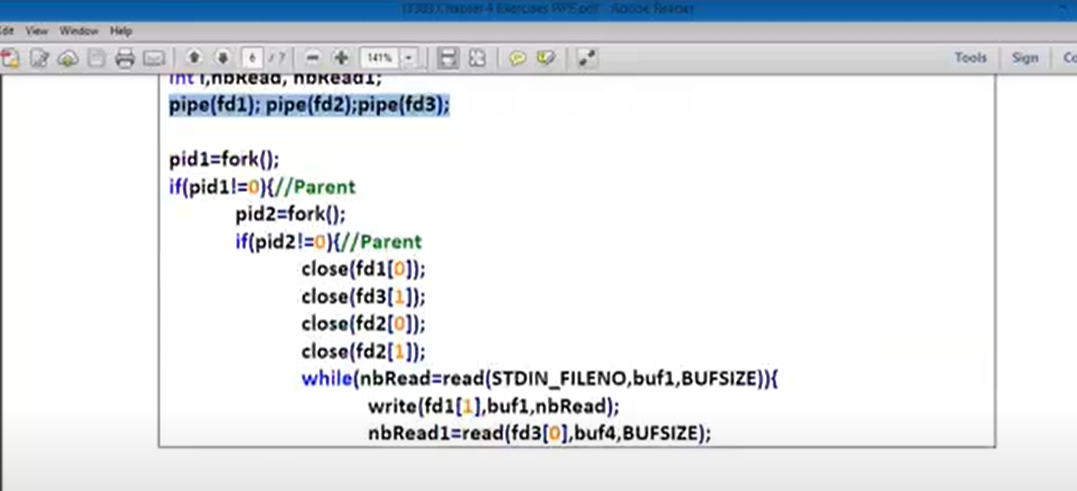 (3303) Chapter 4 Exercises PIPE.pdf - Adobe Reader
Edit View Window Help
6 / 7 141% Tools Sign
int i,nbRead, nbRead1;
pipe(fd1); pipe(fd2);pipe(fd3);
pid1=fork();
if(pid1!=0){//Parent
pid2=fork();
if(pid2!=0){//Parent
close(fd1[0]);
close(fd3[1]);
close(fd2[0]);
close(fd2[1]);
while(nbRead=read(STDIN_FILENO,buf1,BUFSIZE)){
write(fd1[1],buf1,nbRead);
nbRead1=read(fd3[0],buf4,BUFSIZE);